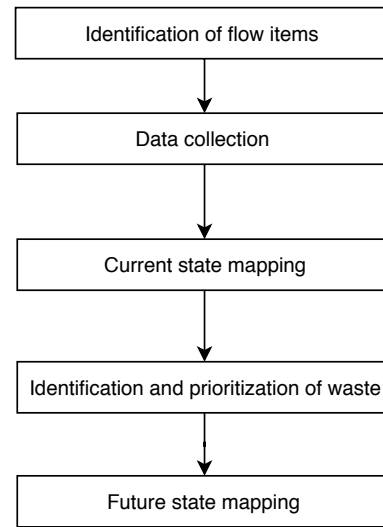 Identification of flow items
Data collection
Current state mapping
Identification and prioritization of waste
Future state mapping